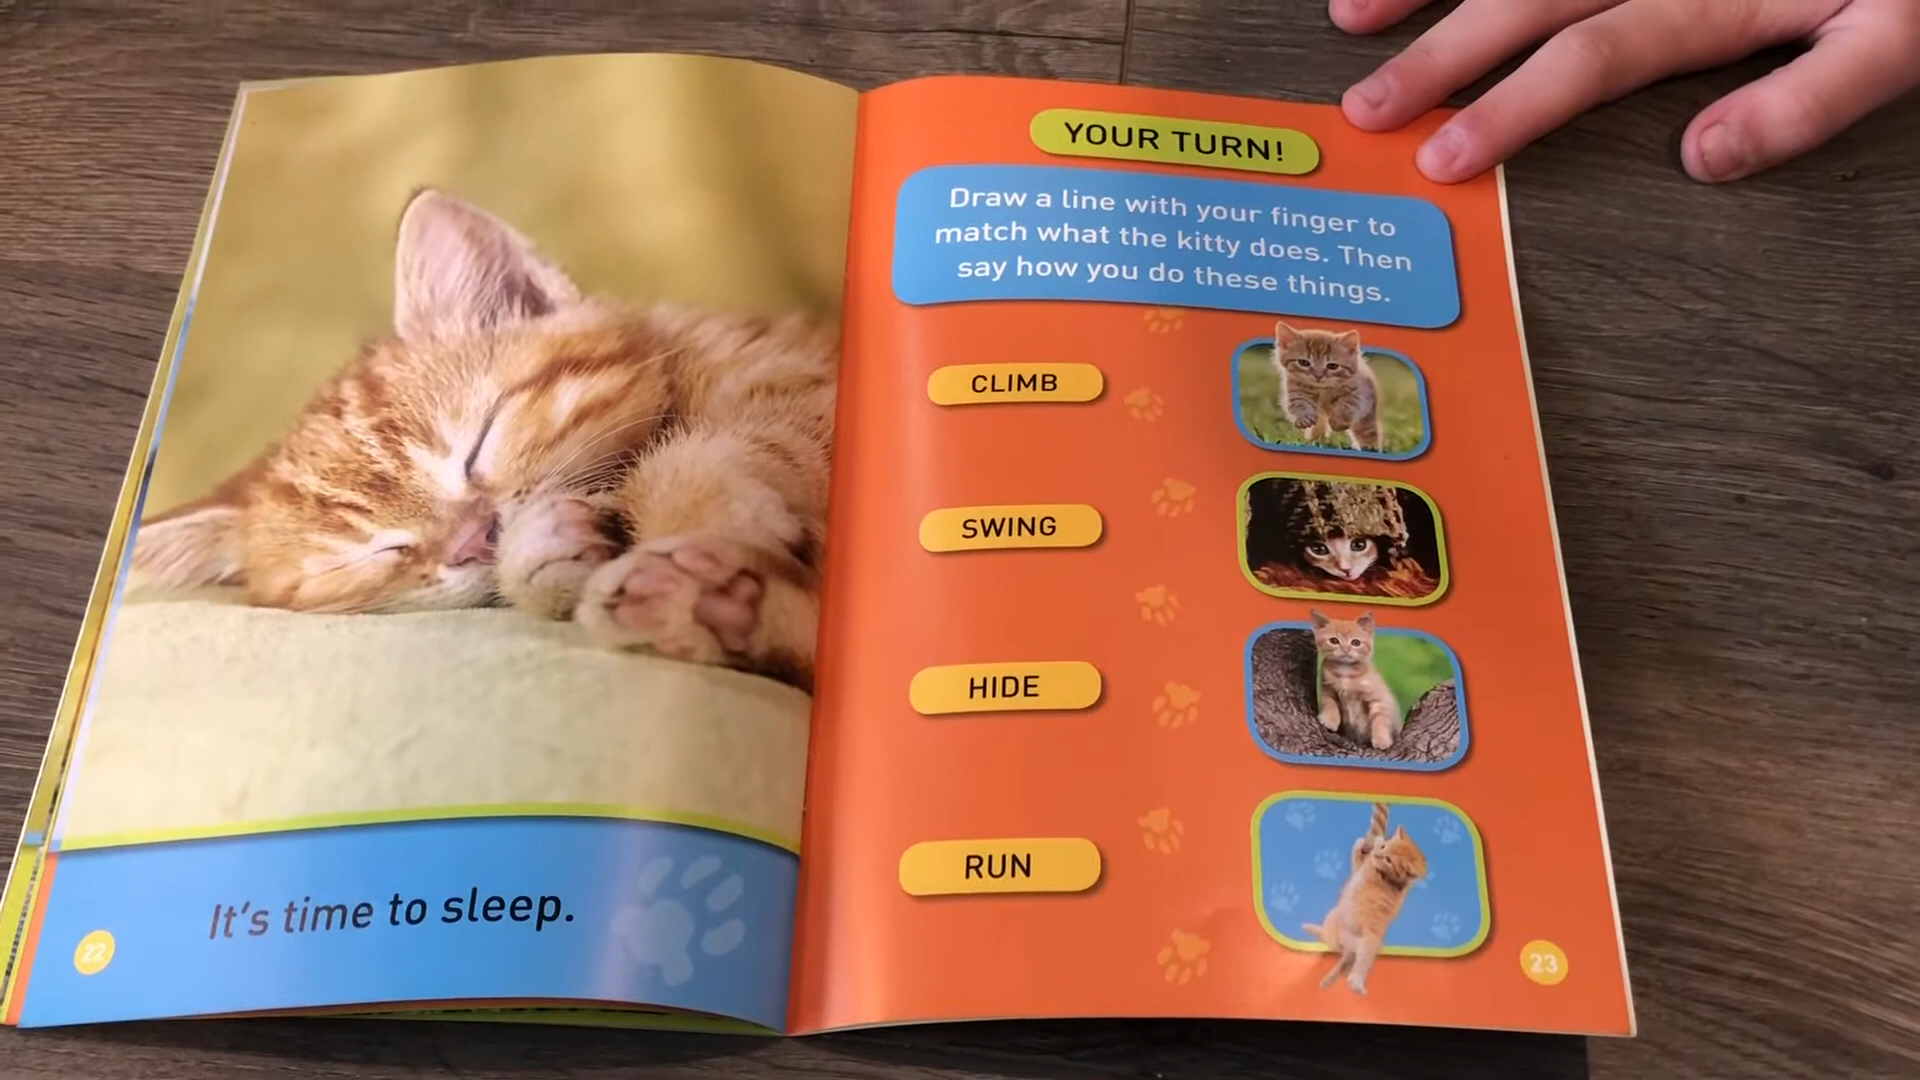 It's time to sleep.
22
YOUR TURN!
Draw a line with your finger to
match what the kitty does. Then
say how you do these things.
CLIMB
SWING
HIDE
RUN
23